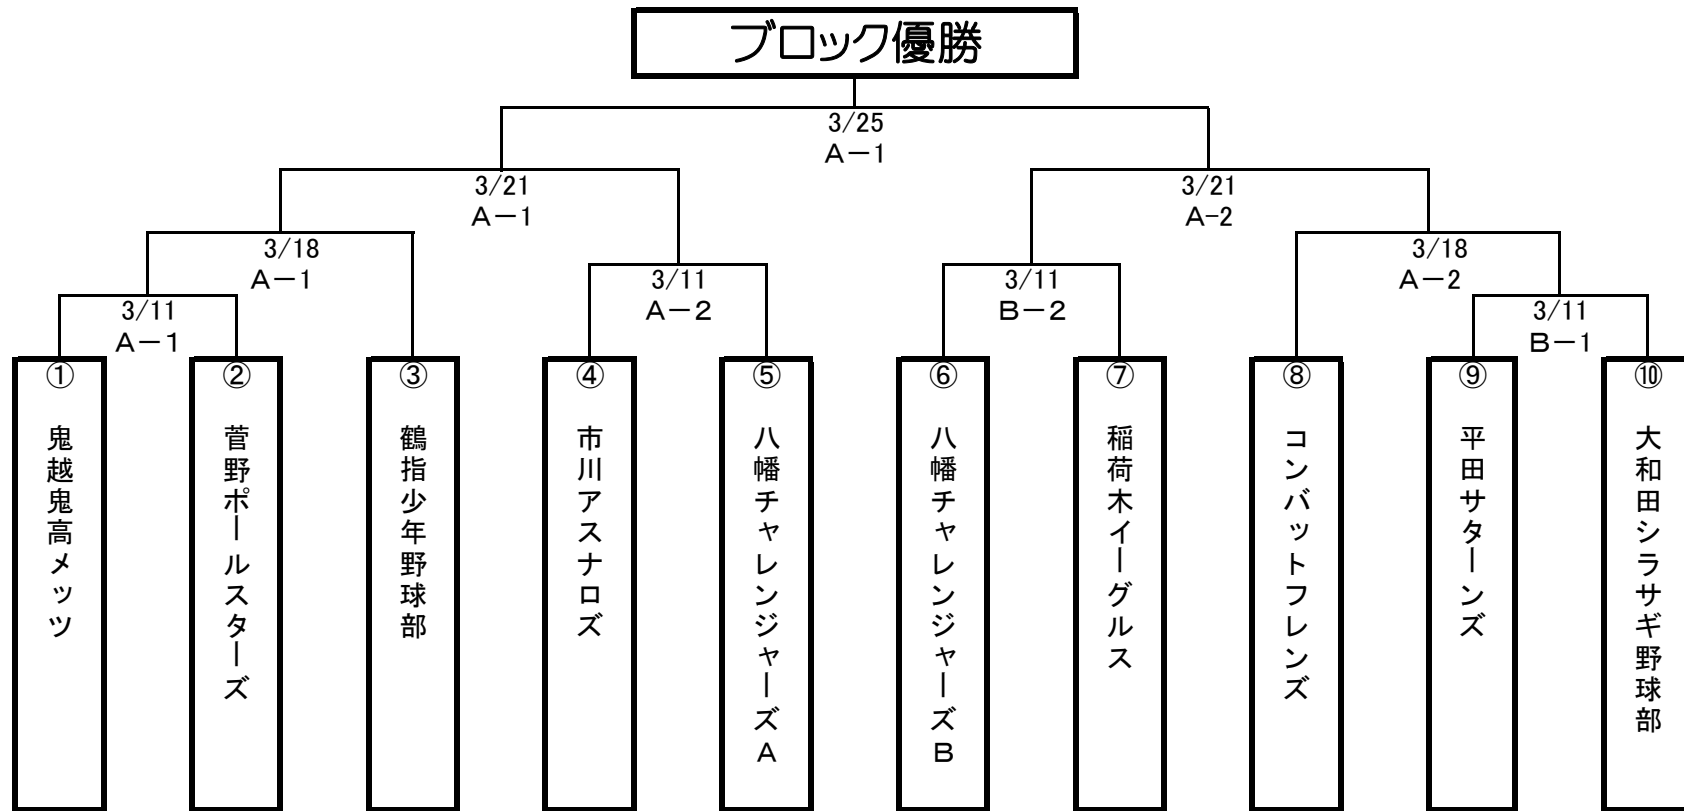 ブロック優勝
3/25
A－1
3/21
A－1
3/21
A-2
3/18
A－1
3/18
A－2
3/11
A－2
3/11
B－2
3/11
A－1
3/11
B－1
①
鬼越鬼高メッツ
②
菅野ポールスターズ
③
鶴指少年野球部
④
市川アスナロズ
⑤
八幡チャレンジャーズA
⑥
八幡チャレンジャーズB
⑦
稲荷木イーグルス
⑧
コンバットフレンズ
⑨
平田サターンズ
⑩
大和田シラサギ野球部